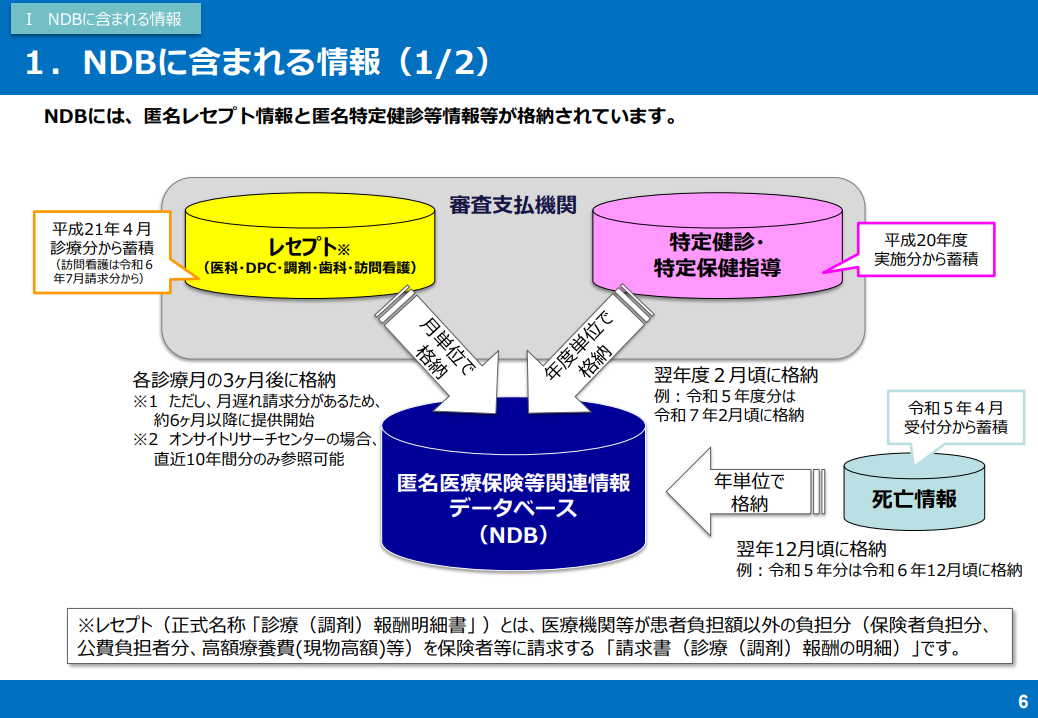 Ⅰ NDBに含まれる情報
１．NDBに含まれる情報（1/2）
NDBには、匿名レセプト情報と匿名特定健診等情報等が格納されています。
審査支払機関
平成21年４月
診療分から蓄積
（訪問看護は令和６
年7月請求分から）
レセプト※
（医科・DPC・調剤・歯科・訪問看護）
特定健診・
特定保健指導
平成20年度
実施分から蓄積
月単位で
格納
年度単位で
格納
各診療月の3ヶ月後に格納
※1 ただし、月遅れ請求分があるため、
約6ヶ月以降に提供開始
※2 オンサイトリサーチセンターの場合、
直近10年間分のみ参照可能
翌年度２月頃に格納
例：令和５年度分は
令和７年2月頃に格納
令和５年４月
受付分から蓄積
匿名医療保険等関連情報
データベース
（NDB）
年単位で
格納
死亡情報
翌年12月頃に格納
例：令和５年分は令和６年12月頃に格納
※レセプト（正式名称「診療（調剤）報酬明細書」）とは、医療機関等が患者負担額以外の負担分（保険者負担分、
公費負担者分、高額療養費(現物高額)等）を保険者等に請求する「請求書（診療（調剤）報酬の明細）」です。
6